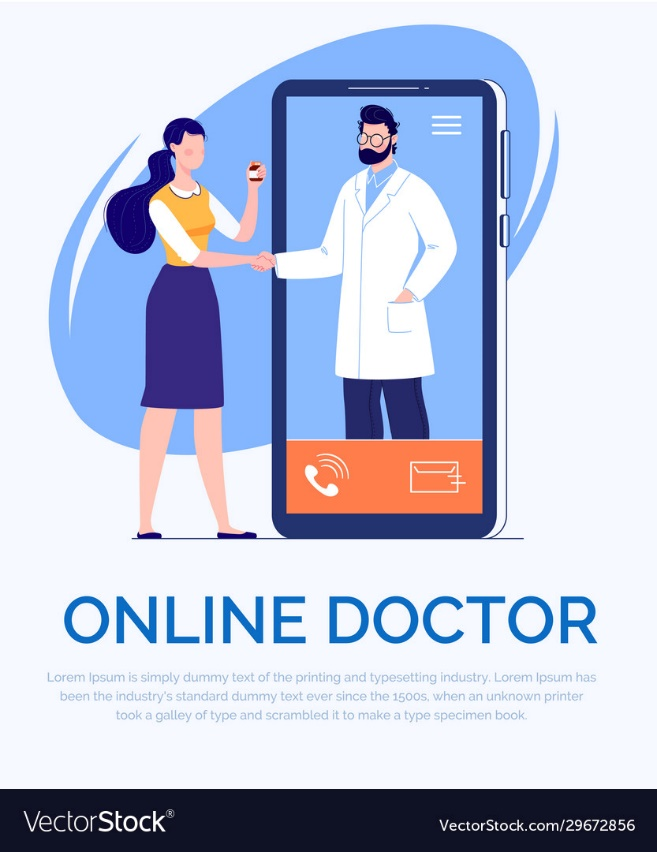 ONLINE DOCTOR
Lorem Ipsum is simply dummy text of the printing and typesetting industry. Lorem Ipsum has
been the industry's standard dummy text ever since the 1500s, when an unknown printer
took a galley of type and scrambled it to make a type specimen book.
VectorStock®
VectorStock.com/29672856